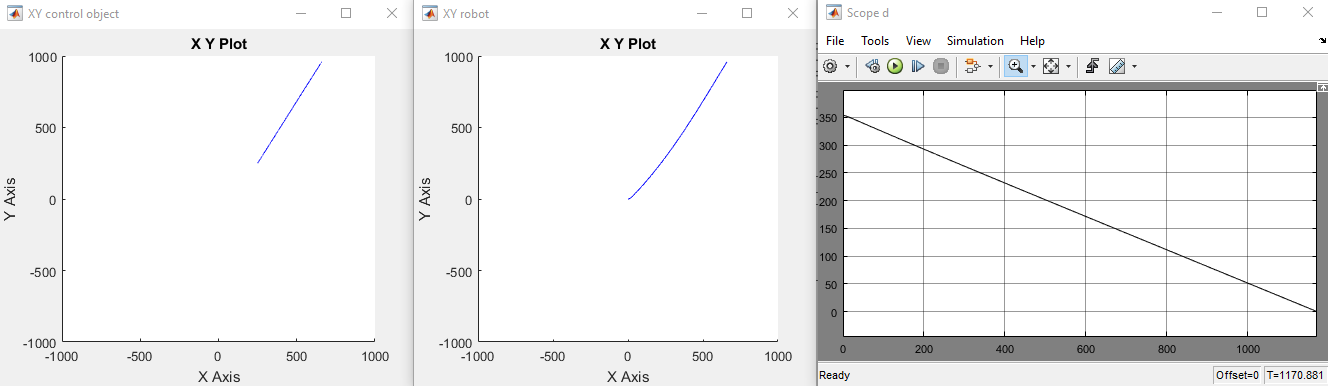 XY control object
X Y Plot
1000
500
0
-500
-1000
-1000 -500 0 500 1000
X Axis
Y Axis
XY robot
X Y Plot
1000
500
0
-500
-1000
-1000 -500 0 500 1000
X Axis
Y Axis
Scope d
File Tools View Simulation Help
350
300
250
200
150
100
50
0
0 200 400 600 800 1000
Ready Offset=0 T=1170.881